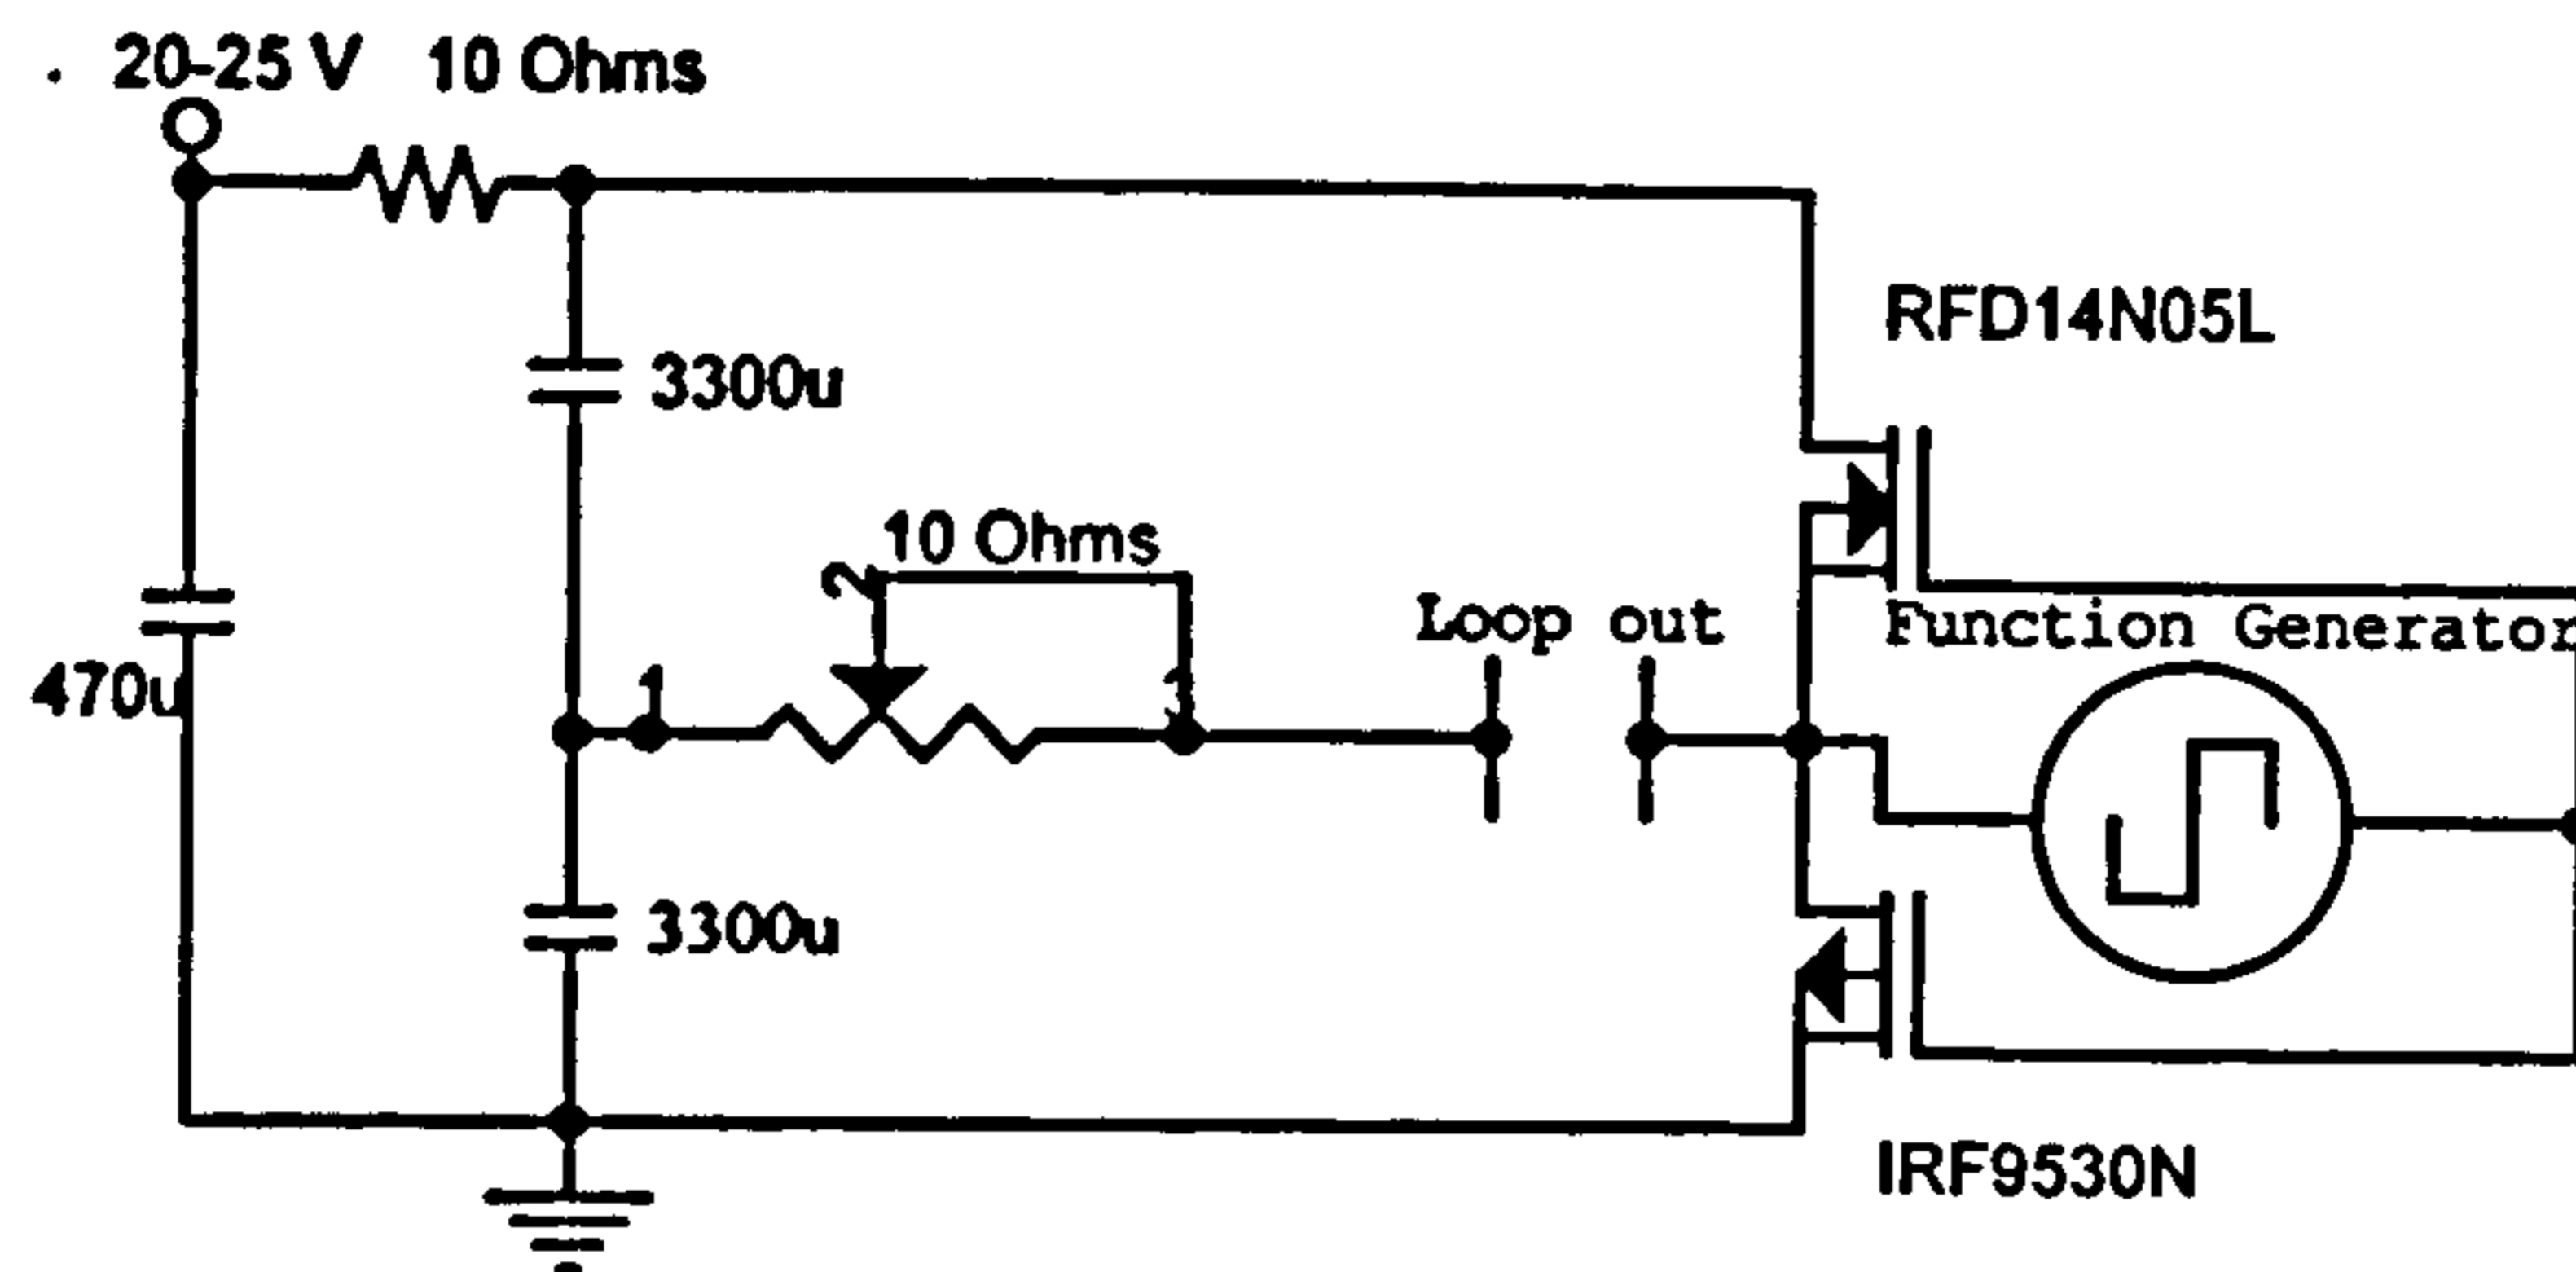 20-25 V 10 Ohms
RFD14N05L
3300u
10 Ohms
2
Loop out
Function Generator
470u
1
3
3300u
IRF9530N